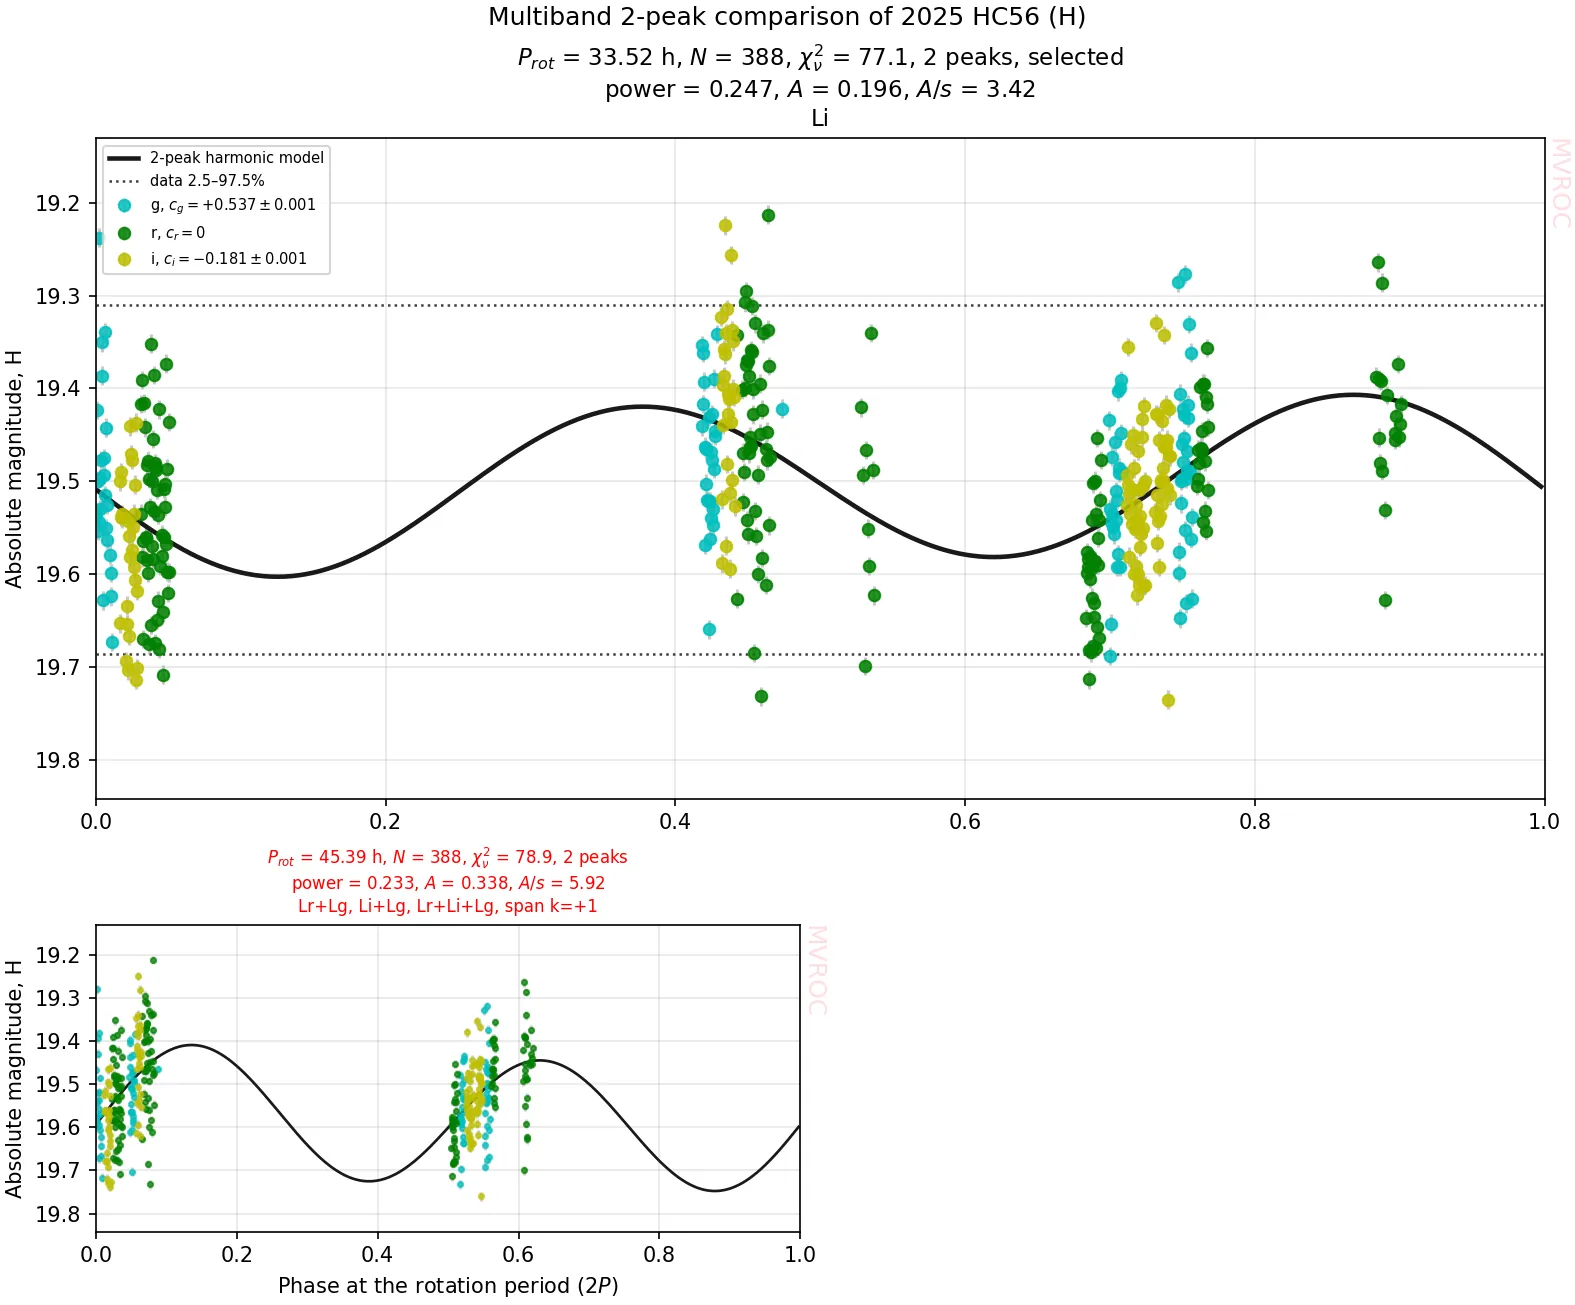 Multiband 2-peak comparison of 2025 HC56 (H)
P_rot = 33.52 h, N = 388, χ²_ν = 77.1, 2 peaks, selected
power = 0.247, A = 0.196, A/s = 3.42
Li
2-peak harmonic model
data 2.5–97.5%
g, c_g = +0.537 ± 0.001
r, c_r = 0
i, c_i = −0.181 ± 0.001
19.2
19.3
19.4
19.5
19.6
19.7
19.8
Absolute magnitude, H
0.0 0.2 0.4 0.6 0.8 1.0
MVROC
P_rot = 45.39 h, N = 388, χ²_ν = 78.9, 2 peaks
power = 0.233, A = 0.338, A/s = 5.92
Lr+Lg, Li+Lg, Lr+Li+Lg, span k=+1
19.2
19.3
19.4
19.5
19.6
19.7
19.8
Absolute magnitude, H
0.0 0.2 0.4 0.6 0.8 1.0
Phase at the rotation period (2P)
MVROC